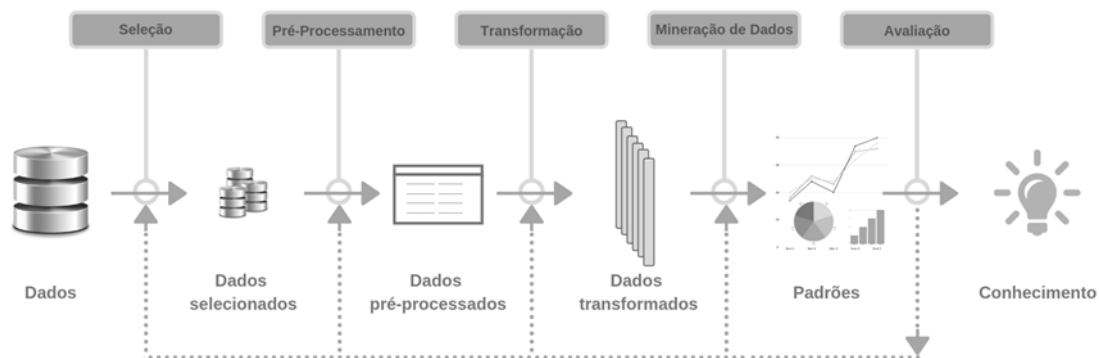 Seleção
Pré-Processamento
Transformação
Mineração de Dados
Avaliação
Dados
Dados
selecionados
Dados
pré-processados
Dados
transformados
Padrões
Conhecimento